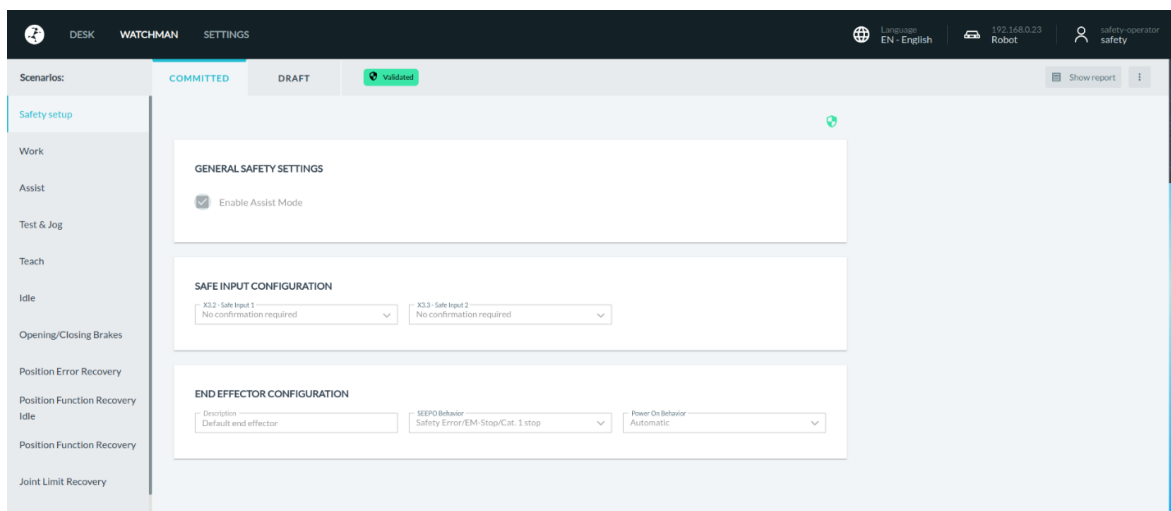 DESK WATCHMAN SETTINGS
Language
EN - English
192.168.0.23
Robot
safety-operator
safety
Scenarios:
COMMITTED DRAFT Validated Show report
Safety setup
Work
Assist
Test & Jog
Teach
Idle
Opening/Closing Brakes
Position Error Recovery
Position Function Recovery
Idle
Position Function Recovery
Joint Limit Recovery
GENERAL SAFETY SETTINGS
Enable Assist Mode
SAFE INPUT CONFIGURATION
X3.2 - Safe Input 1
No confirmation required
X3.3 - Safe Input 2
No confirmation required
END EFFECTOR CONFIGURATION
Description
Default end effector
SEEPO Behavior
Safety Error/EM-Stop/Cat. 1 stop
Power On Behavior
Automatic